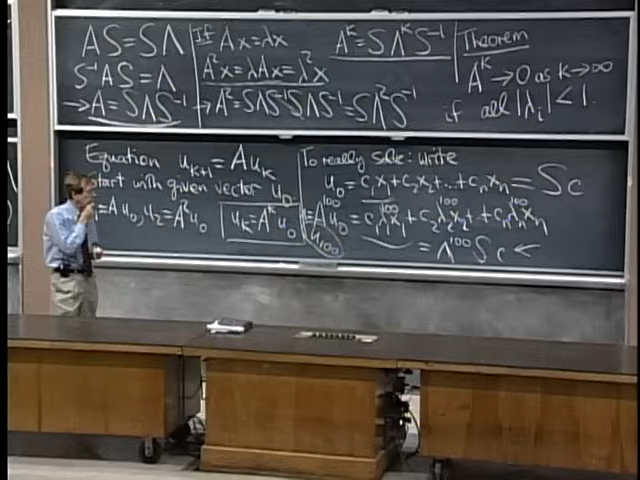 AS = SΛ
S⁻¹AS = Λ
→ A = SΛS⁻¹
If Ax = λx
A²x = λAx = λ²x
→ A² = SΛS⁻¹SΛS⁻¹ = SΛ²S⁻¹
Aᵏ = SΛᵏS⁻¹
Theorem
Aᵏ → 0 as k → ∞
if all |λᵢ| < 1
Equation uₖ₊₁ = Auₖ
start with given vector u₀
= Au₀, u₂ = A²u₀
uₖ = Aᵏu₀
To really solve: write
u₀ = c₁x₁ + c₂x₂ + ... + cₙxₙ = Sc
A¹⁰⁰u₀ = c₁λ₁¹⁰⁰x₁ + c₂λ₂¹⁰⁰x₂ + + cₙλₙ¹⁰⁰xₙ
u₁₀₀
= Λ¹⁰⁰Sc ←